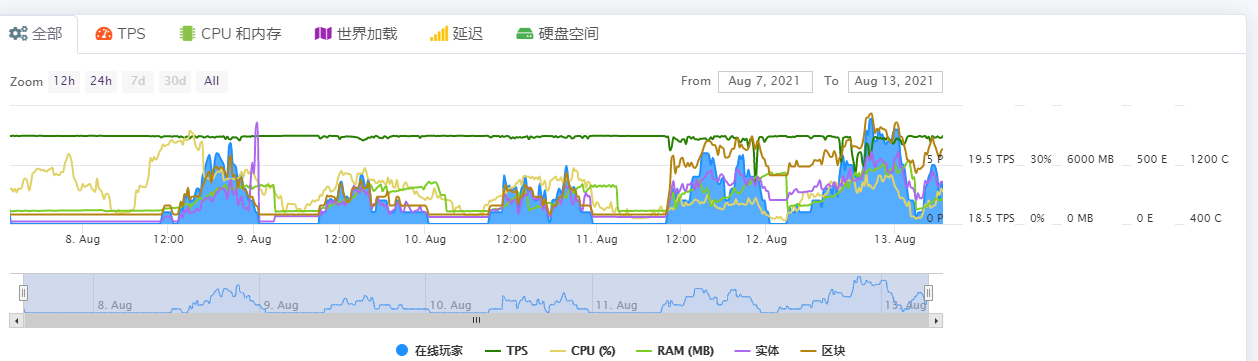 全部 TPS CPU 和内存 世界加载 延迟 硬盘空间
Zoom 12h 24h 7d 30d All From Aug 7, 2021 To Aug 13, 2021
5 P 19.5 TPS 30% 6000 MB 500 E 1200 C
0 P 18.5 TPS 0% 0 MB 0 E 400 C
8. Aug 12:00 9. Aug 12:00 10. Aug 12:00 11. Aug 12:00 12. Aug 13. Aug
8. Aug 9. Aug 10. Aug 11. Aug 13. Aug
在线玩家 TPS CPU (%) RAM (MB) 实体 区块